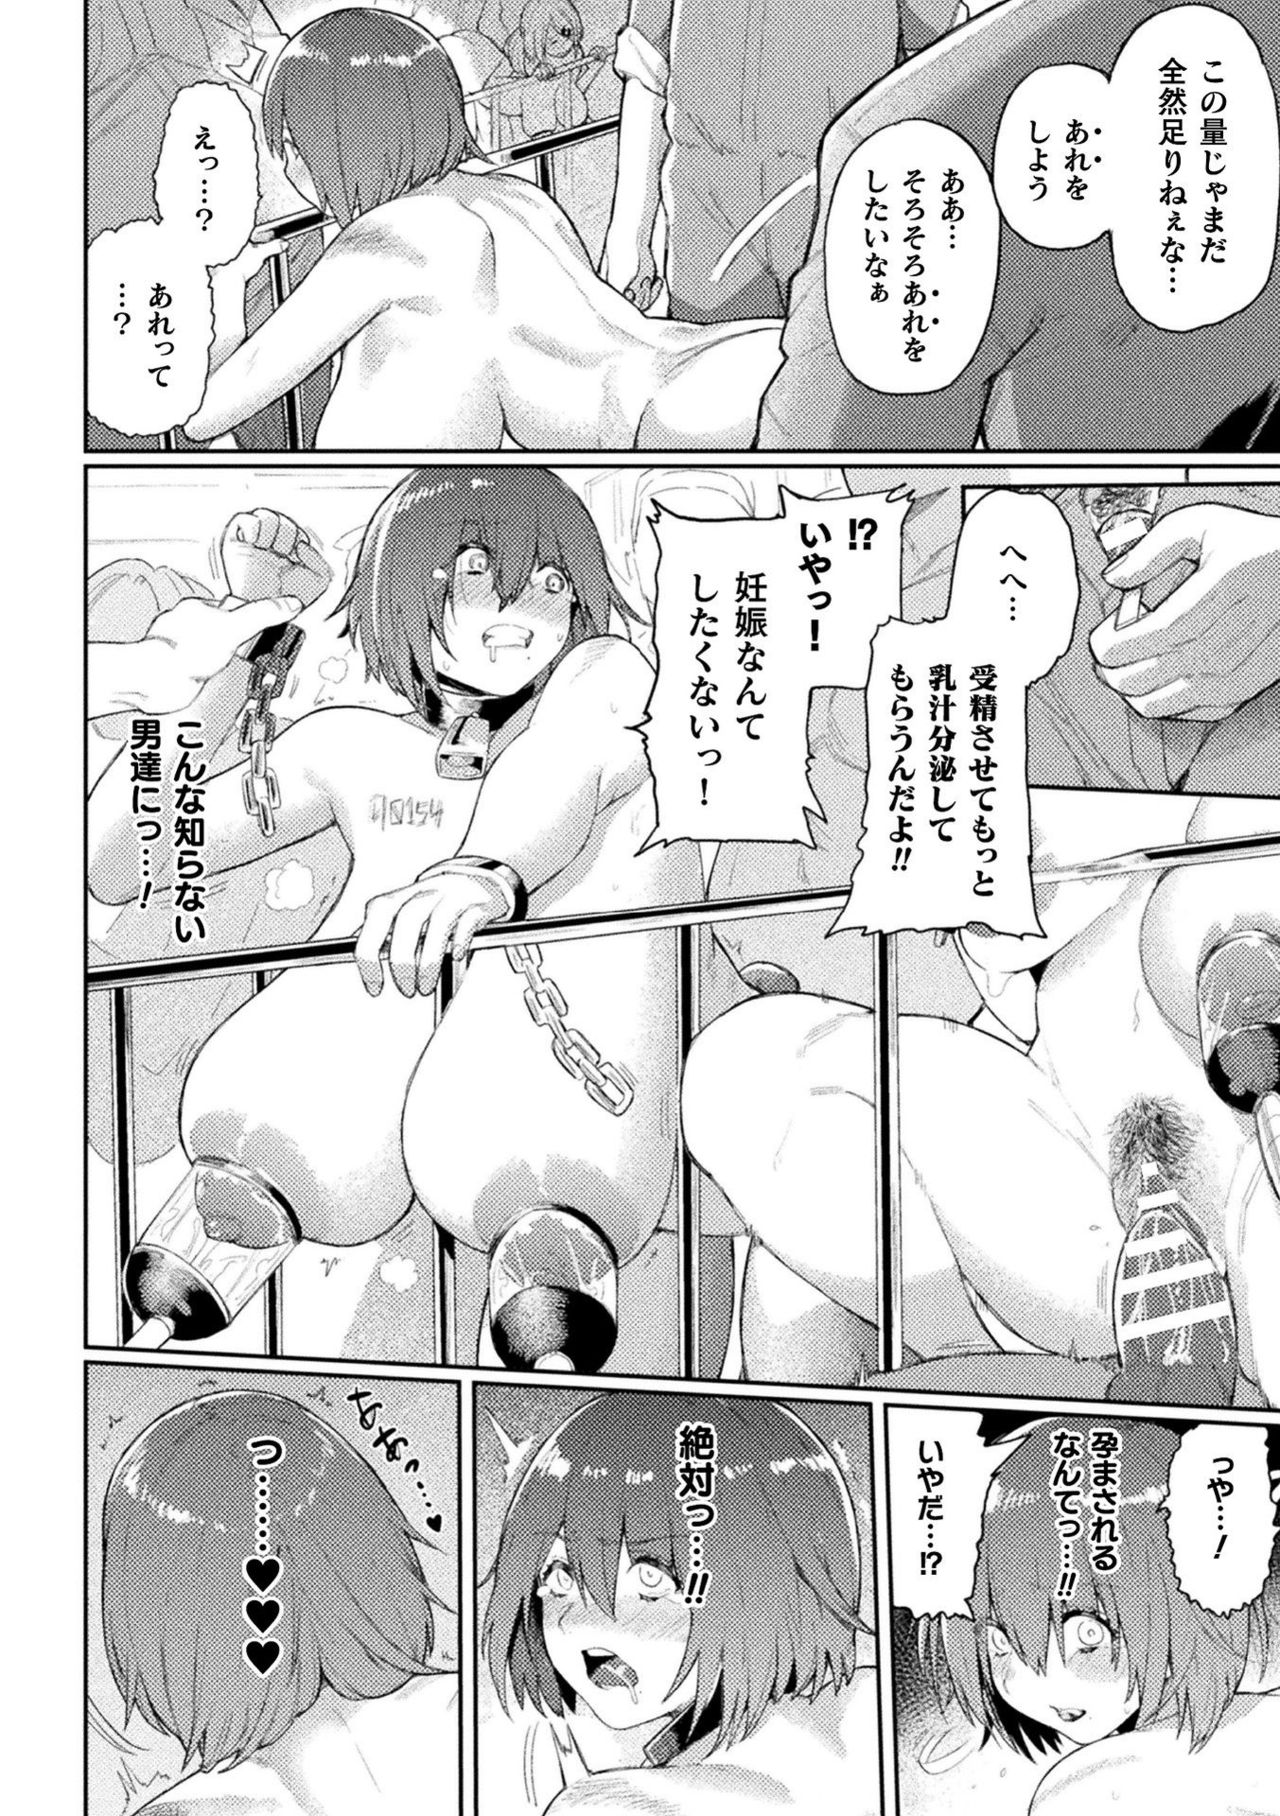 この量じゃまだ
全然足りねぇな…
あれを
しよう
ああ…
そろそろあれを
したいなぁ
えっ…?
あれって
…?
へへ…
受精させてもっと
乳汁分泌して
もらうんだよ!!
!?
いやっ!
妊娠なんて
したくないっ!
こんな知らない
男達にっ…!
90154
っや…!
孕まされる
なんてっ…!!
いやだ…!?
絶対っ…!!
ああっ…♥
っ……♥♥♥